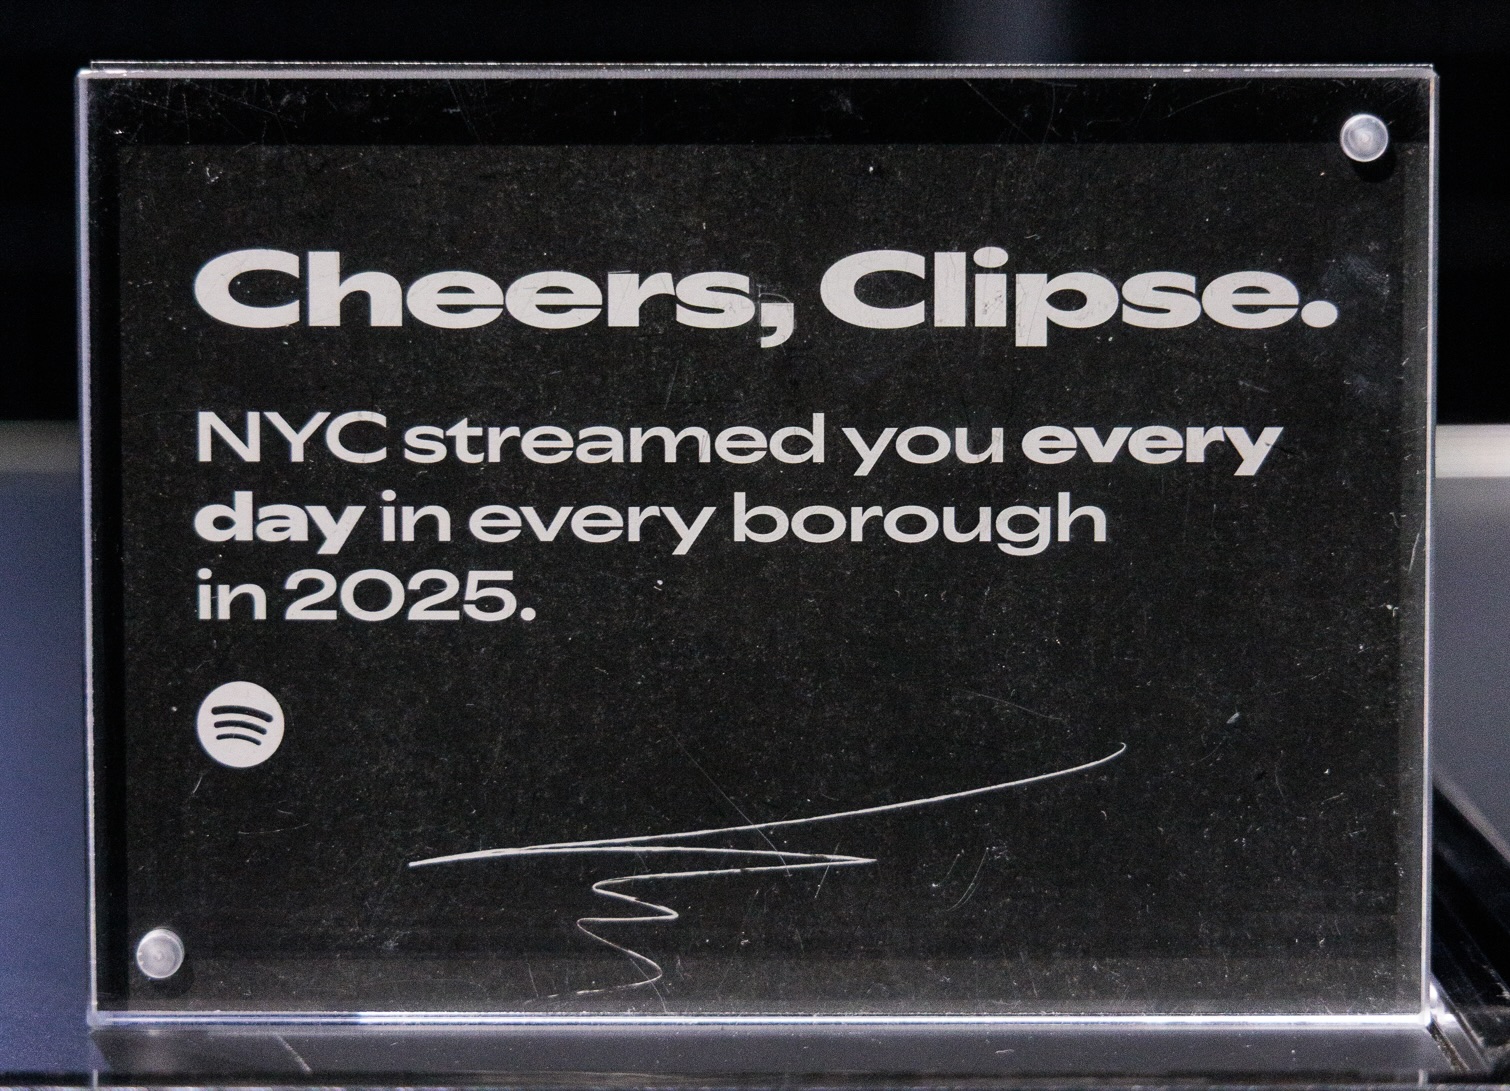 Cheers, Clipse.
NYC streamed you every
day in every borough
in 2025.